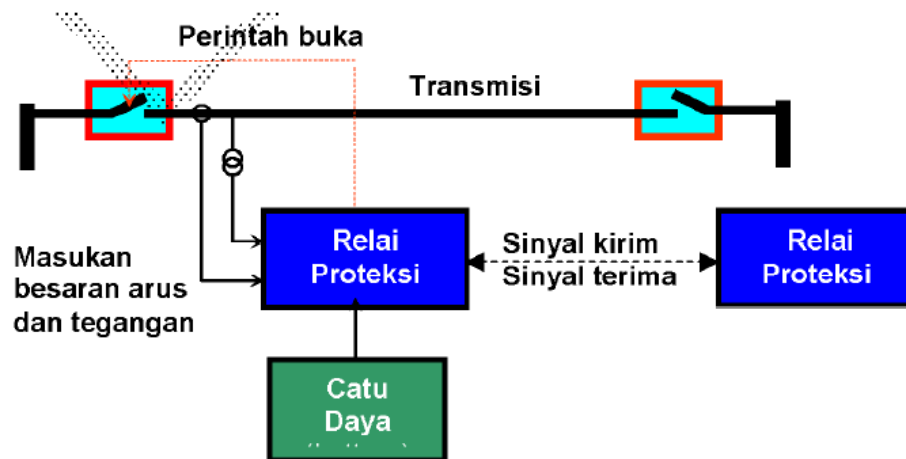 Perintah buka
Transmisi
Relai
Proteksi
Sinyal kirim
Sinyal terima
Relai
Proteksi
Masukan
besaran arus
dan tegangan
Catu
Daya